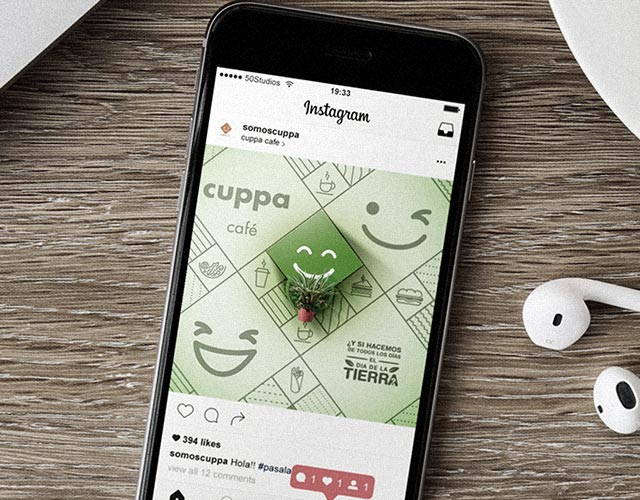 50Studios
19:33
Instagram
somoscuppa
cuppa cafe >
cuppa
café
¿Y SI HACEMOS
DE TODOS LOS DÍAS
EL
DIA DE LA
TIERRA
394 likes
somoscuppa Hola!! #pasala
view all 12 comments
1 1 1